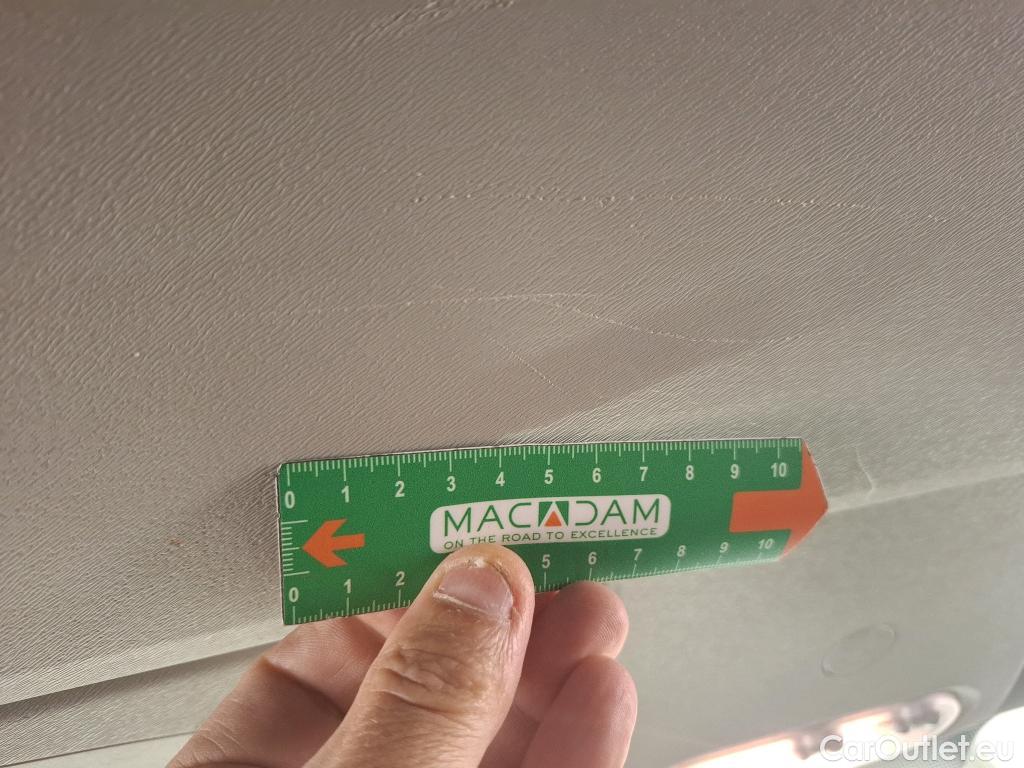 0 1 2 3 4 5 6 7 8 9 10
MACADAM
ON THE ROAD TO EXCELLENCE
0 1 2 5 6 7 8 9 10
CarOutlet.eu